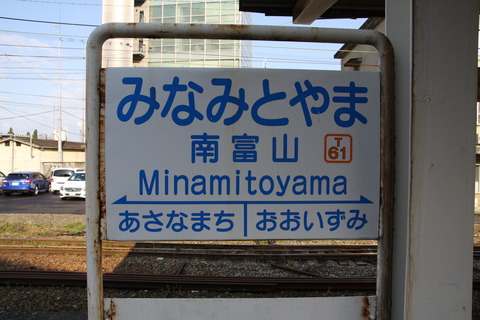 みなみとやま
南富山
T
61
Minamitoyama
あさなまち おおいずみ